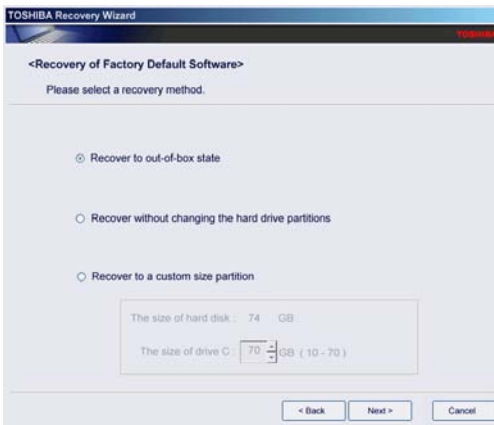 TOSHIBA Recovery Wizard
TOSHIBA
<Recovery of Factory Default Software>
Please select a recovery method.
Recover to out-of-box state
Recover without changing the hard drive partitions
Recover to a custom size partition
The size of hard disk : 74 GB
The size of drive C : 70 GB ( 10 - 70 )
< Back Next > Cancel